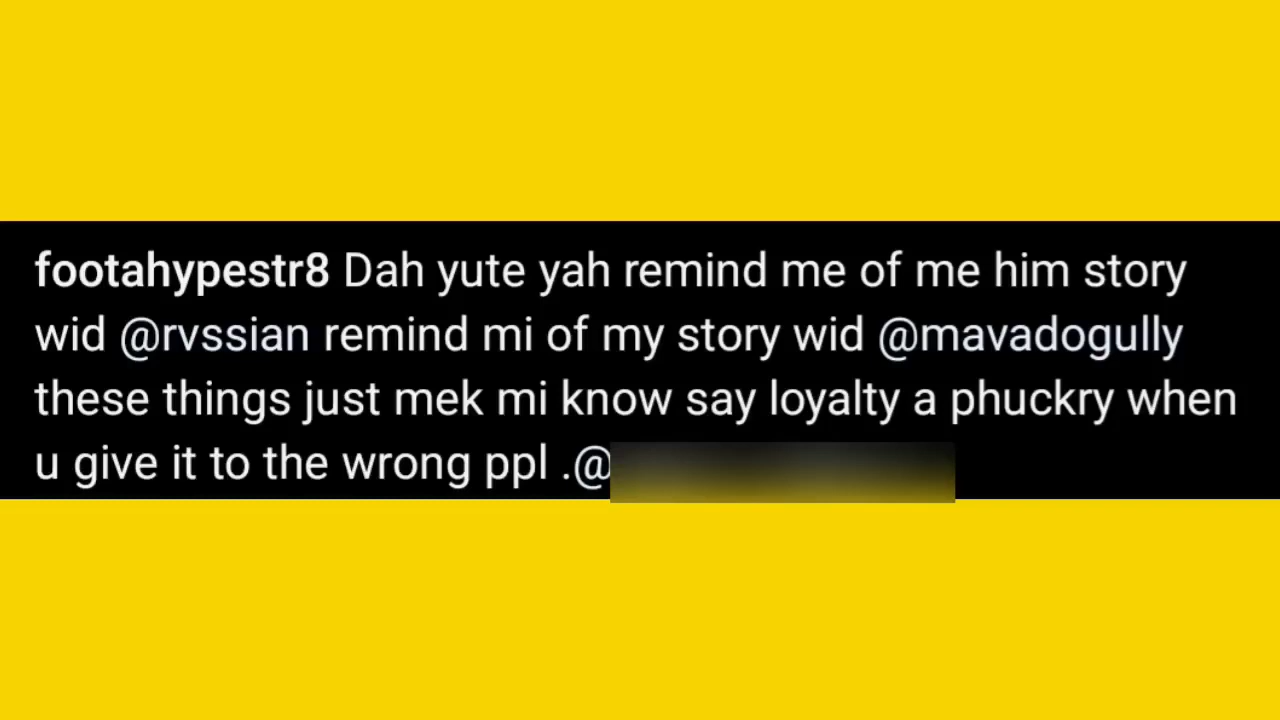 footahypestr8 Dah yute yah remind me of me him story
wid @rvssian remind mi of my story wid @mavadogully
these things just mek mi know say loyalty a phuckry when
u give it to the wrong ppl .@